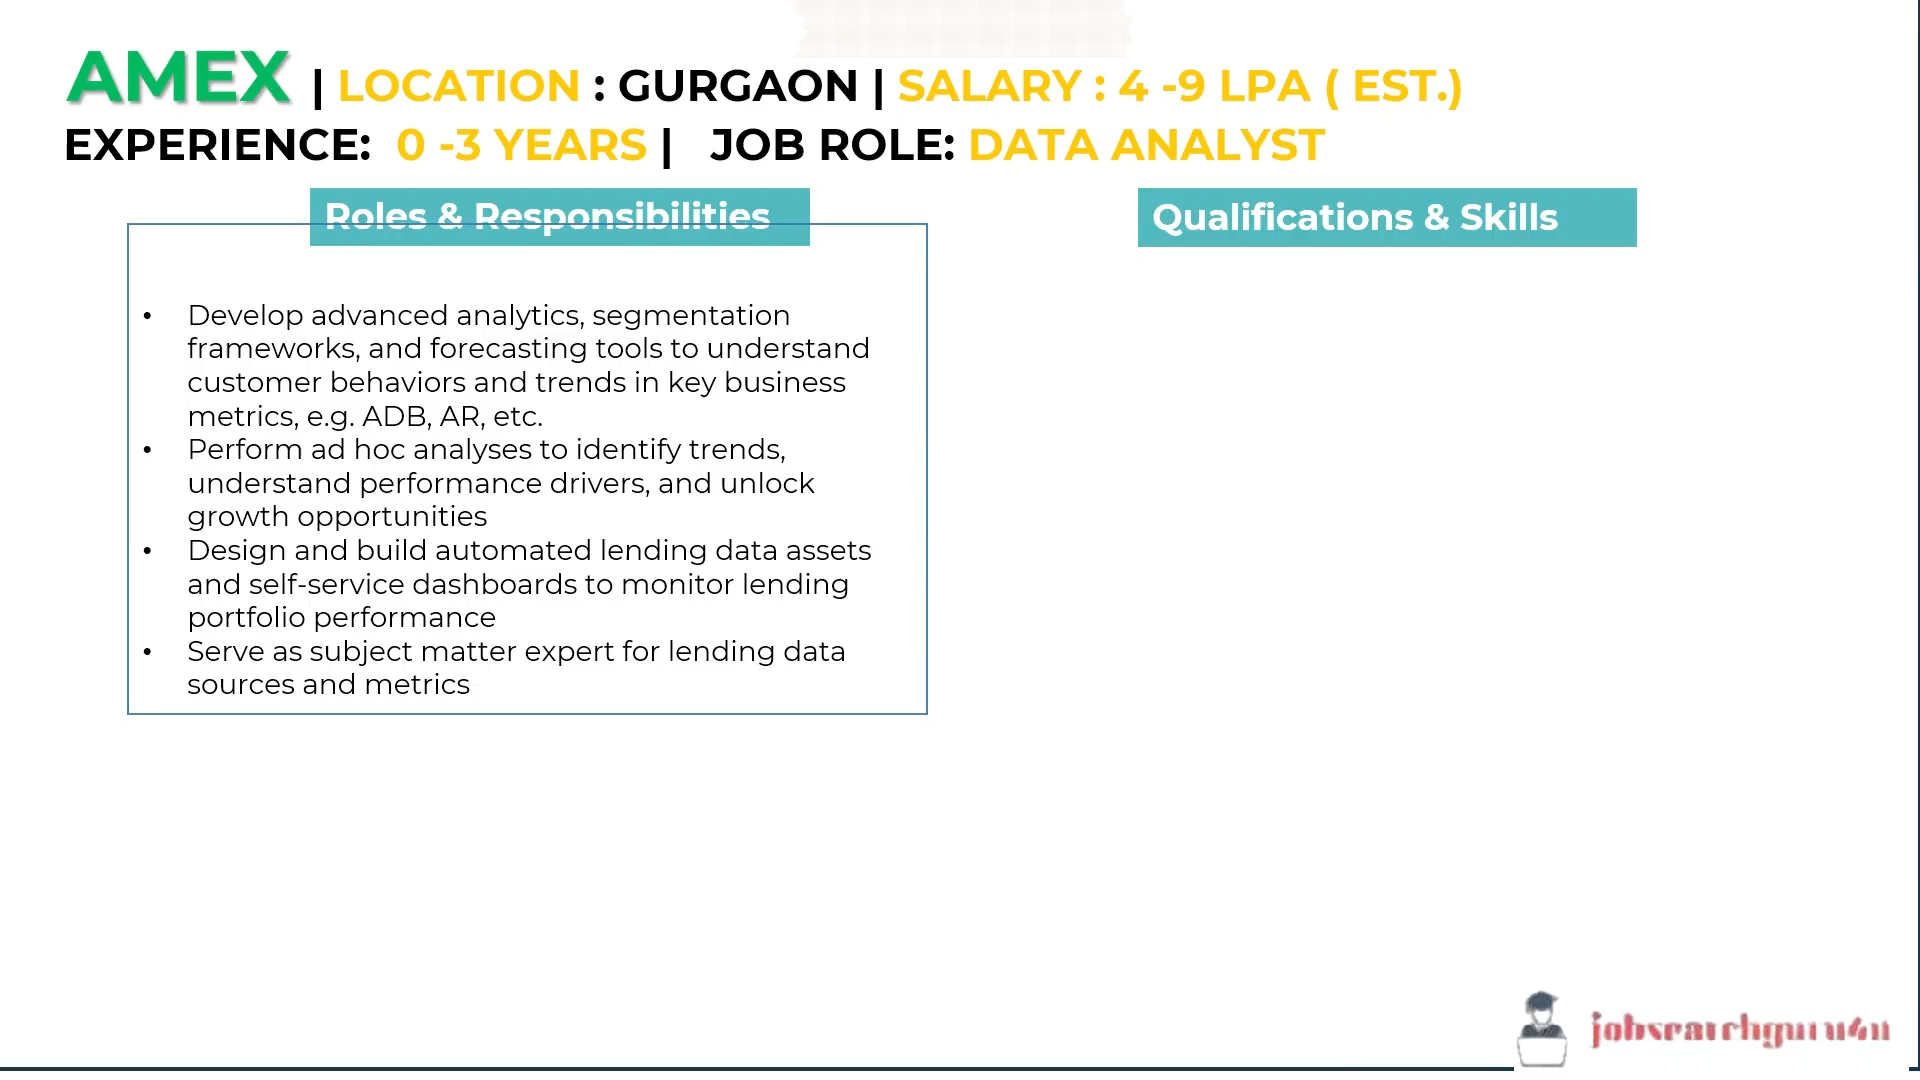 AMEX | LOCATION : GURGAON | SALARY : 4 -9 LPA ( EST.)
EXPERIENCE: 0 -3 YEARS | JOB ROLE: DATA ANALYST
Roles & Responsibilities
• Develop advanced analytics, segmentation
frameworks, and forecasting tools to understand
customer behaviors and trends in key business
metrics, e.g. ADB, AR, etc.
• Perform ad hoc analyses to identify trends,
understand performance drivers, and unlock
growth opportunities
• Design and build automated lending data assets
and self-service dashboards to monitor lending
portfolio performance
• Serve as subject matter expert for lending data
sources and metrics
Qualifications & Skills
jobsearchguru4u